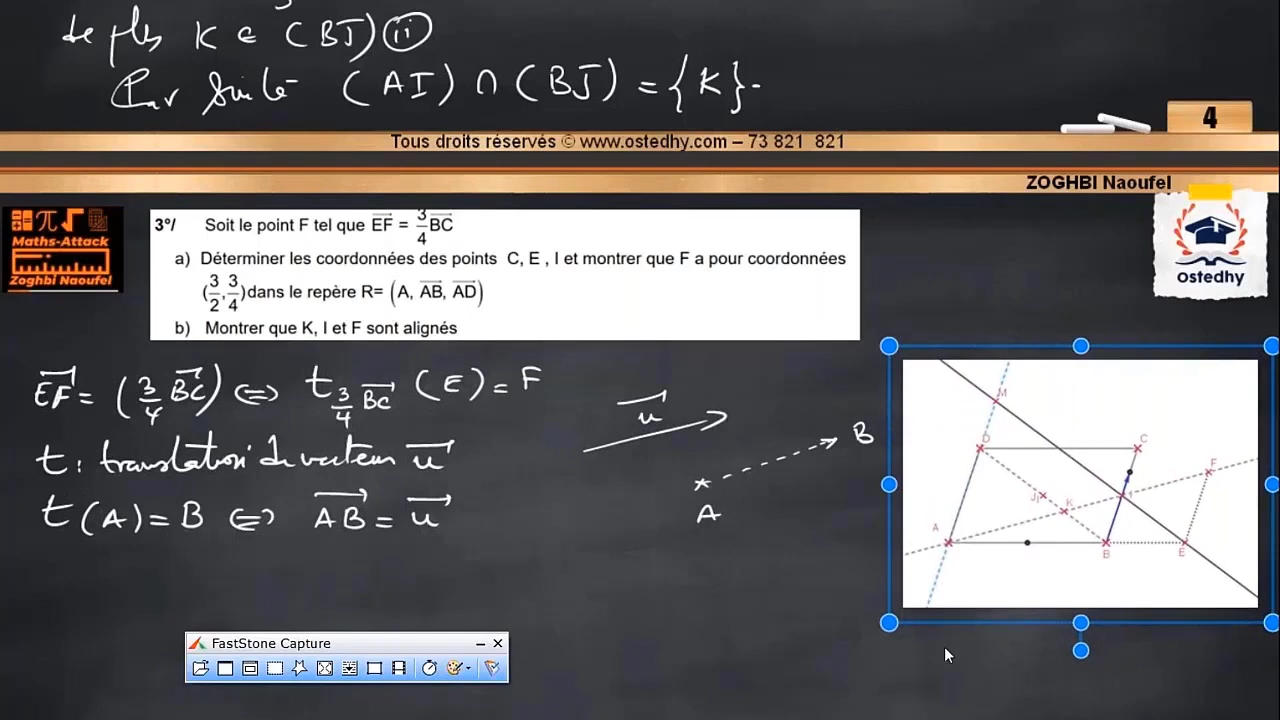 de plus K ∈ (BJ) (ii)
Par suite (AI) ∩ (BJ) = {K}.
4
Tous droits réservés © www.ostedhy.com – 73 821 821
ZOGHBI Naoufel
Maths-Attack
Zoghbi Naoufel
3°/ Soit le point F tel que EF⃗ = 3/4 BC⃗
a) Déterminer les coordonnées des points C, E , I et montrer que F a pour coordonnées
(3/2, 3/4) dans le repère R= (A, AB⃗, AD⃗)
b) Montrer que K, I et F sont alignés
Ostedhy
EF⃗ = (3/4 BC⃗) ⇔ t 3/4 BC⃗ (E) = F
t : translation de vecteur u⃗
t(A) = B ⇔ AB⃗ = u⃗
u⃗
B
A
M
D
C
F
J
K
A
B
E
FastStone Capture